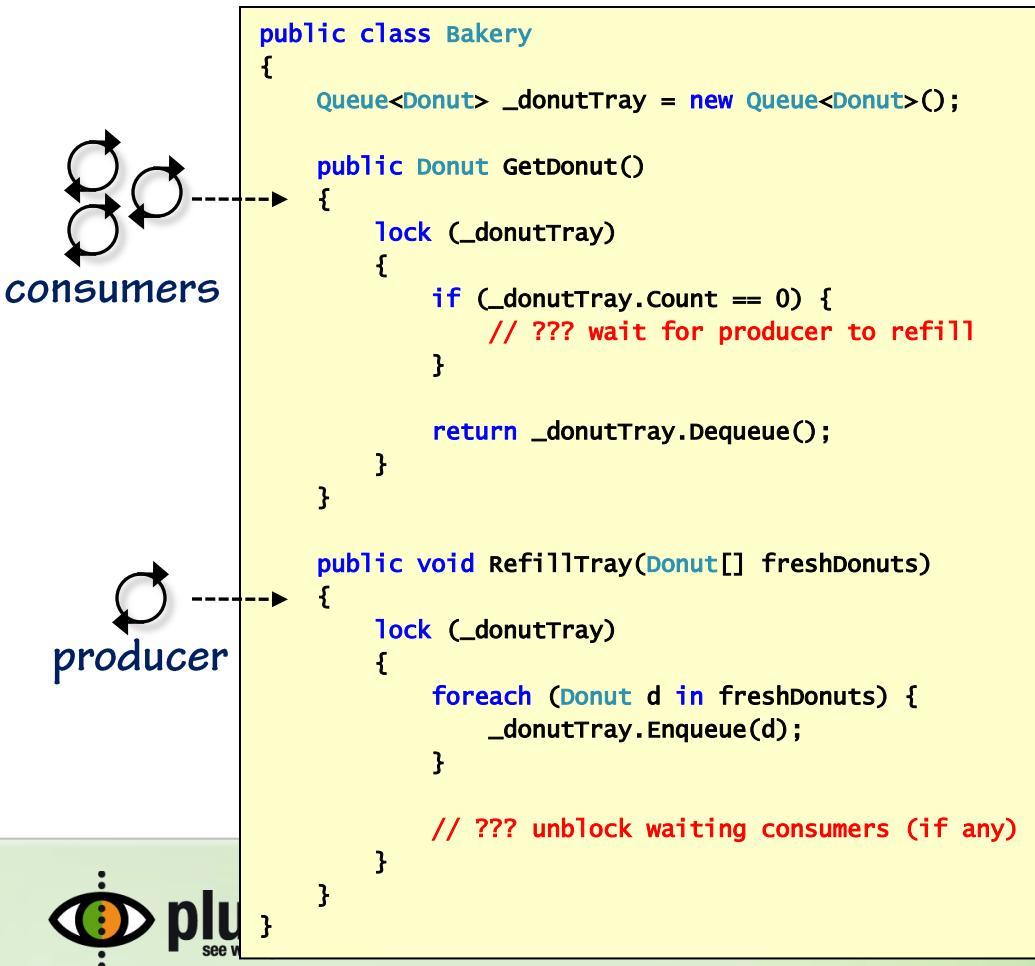 public class Bakery
{
    Queue<Donut> _donutTray = new Queue<Donut>();
    public Donut GetDonut()
    {
        lock (_donutTray)
        {
            if (_donutTray.Count == 0) {
                // ??? wait for producer to refill
            }
            return _donutTray.Dequeue();
        }
    }
    public void RefillTray(Donut[] freshDonuts)
    {
        lock (_donutTray)
        {
            foreach (Donut d in freshDonuts) {
                _donutTray.Enqueue(d);
            }
            // ??? unblock waiting consumers (if any)
        }
    }
}
consumers
producer
plu
see w